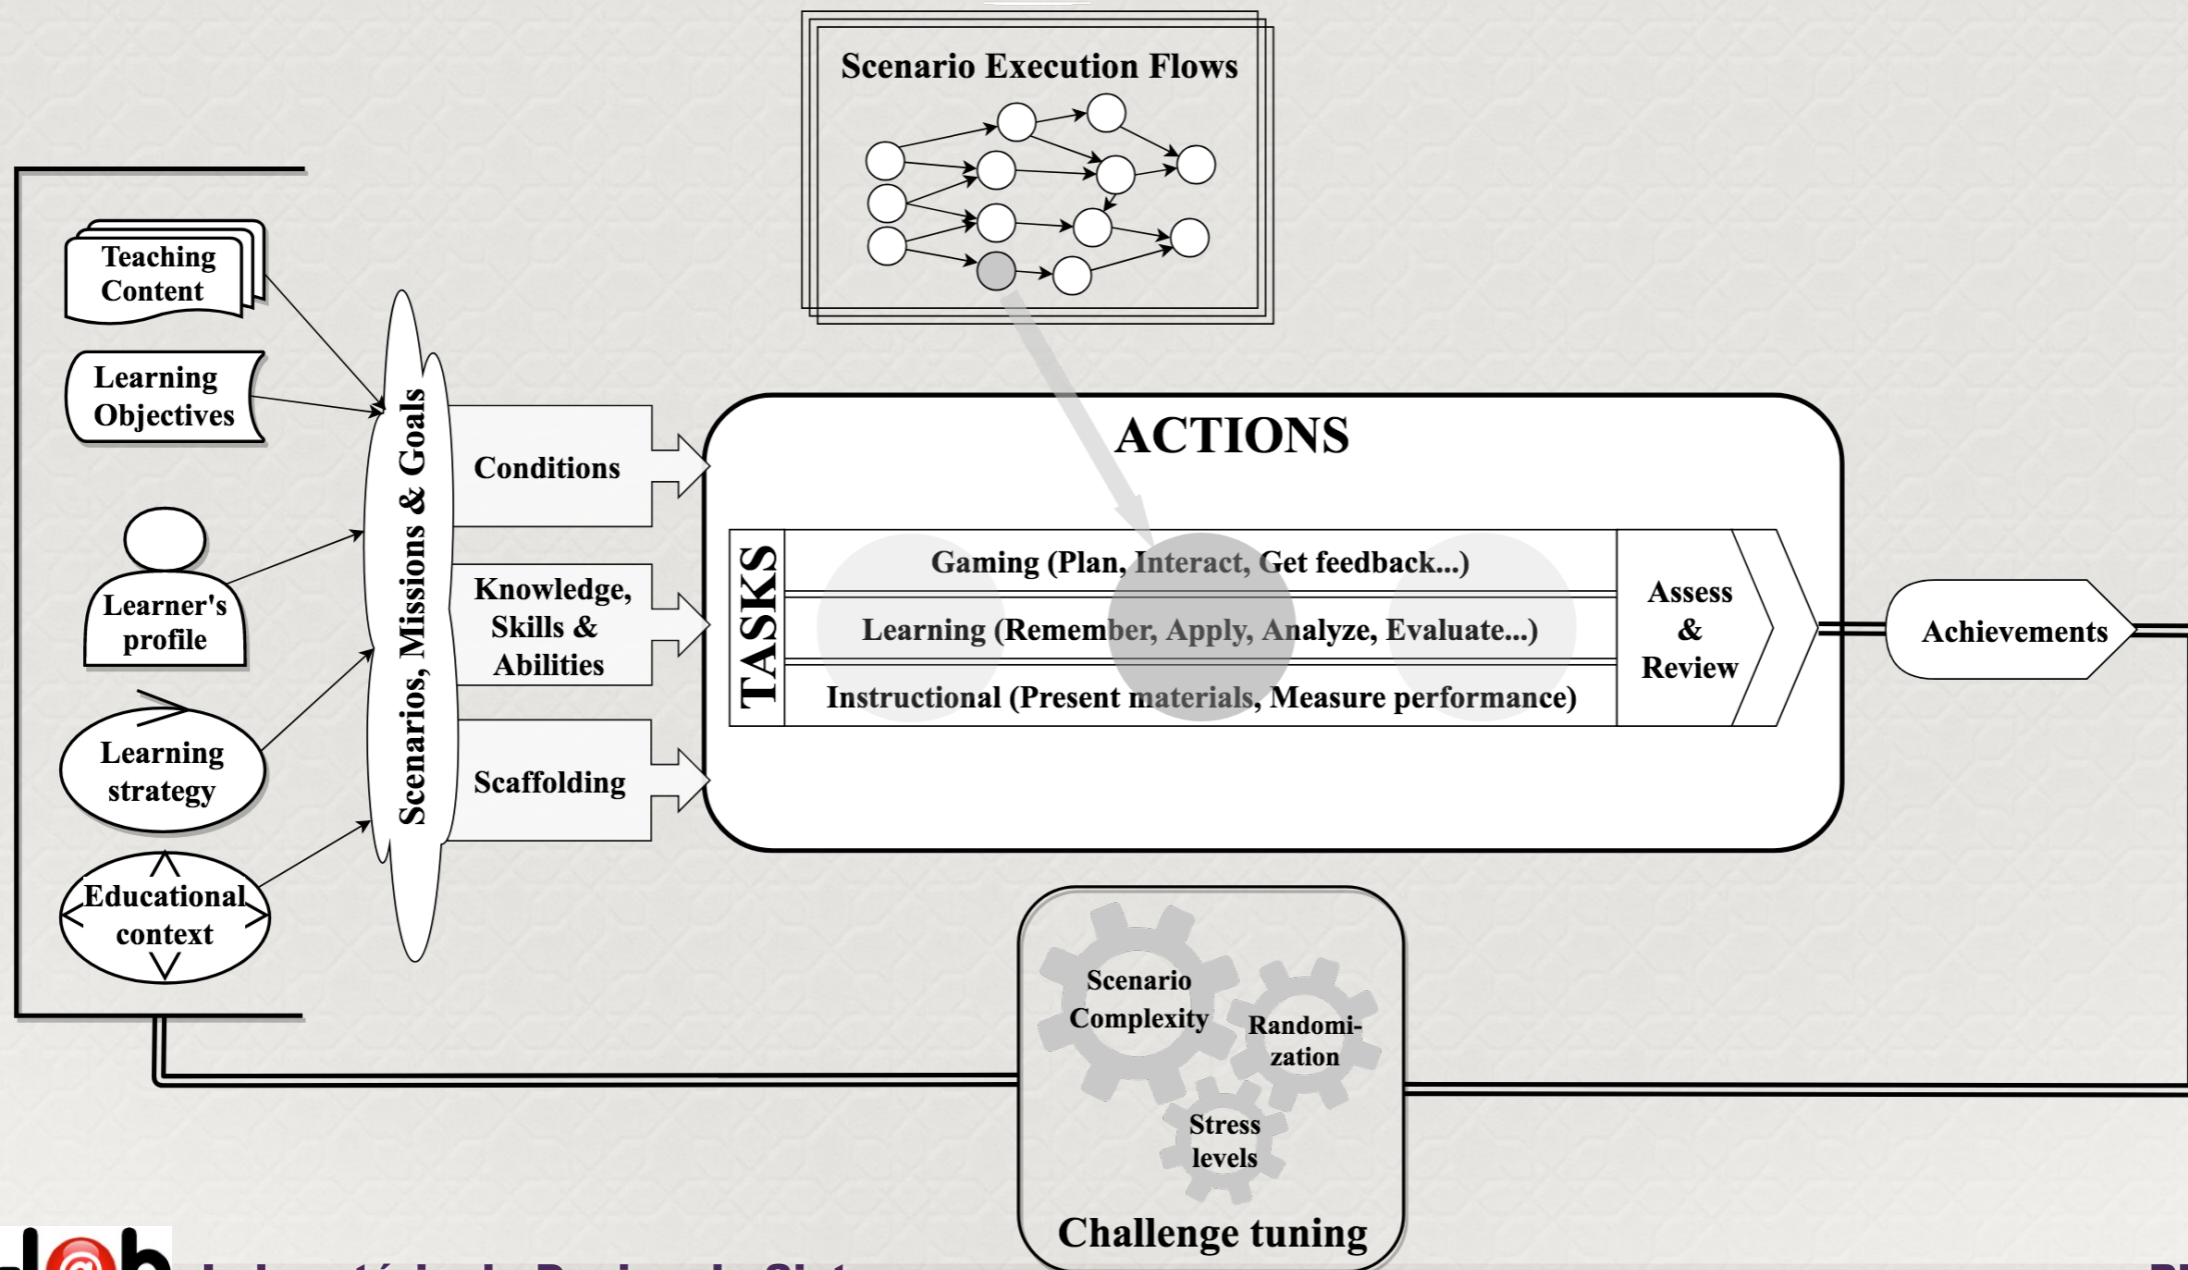 Scenario Execution Flows
Teaching
Content
Learning
Objectives
Learner's
profile
Learning
strategy
Educational
context
Scenarios, Missions & Goals
Conditions
Knowledge,
Skills &
Abilities
Scaffolding
ACTIONS
TASKS
Gaming (Plan, Interact, Get feedback...)
Learning (Remember, Apply, Analyze, Evaluate...)
Instructional (Present materials, Measure performance)
Assess
&
Review
Achievements
Scenario
Complexity
Randomi-
zation
Stress
levels
Challenge tuning